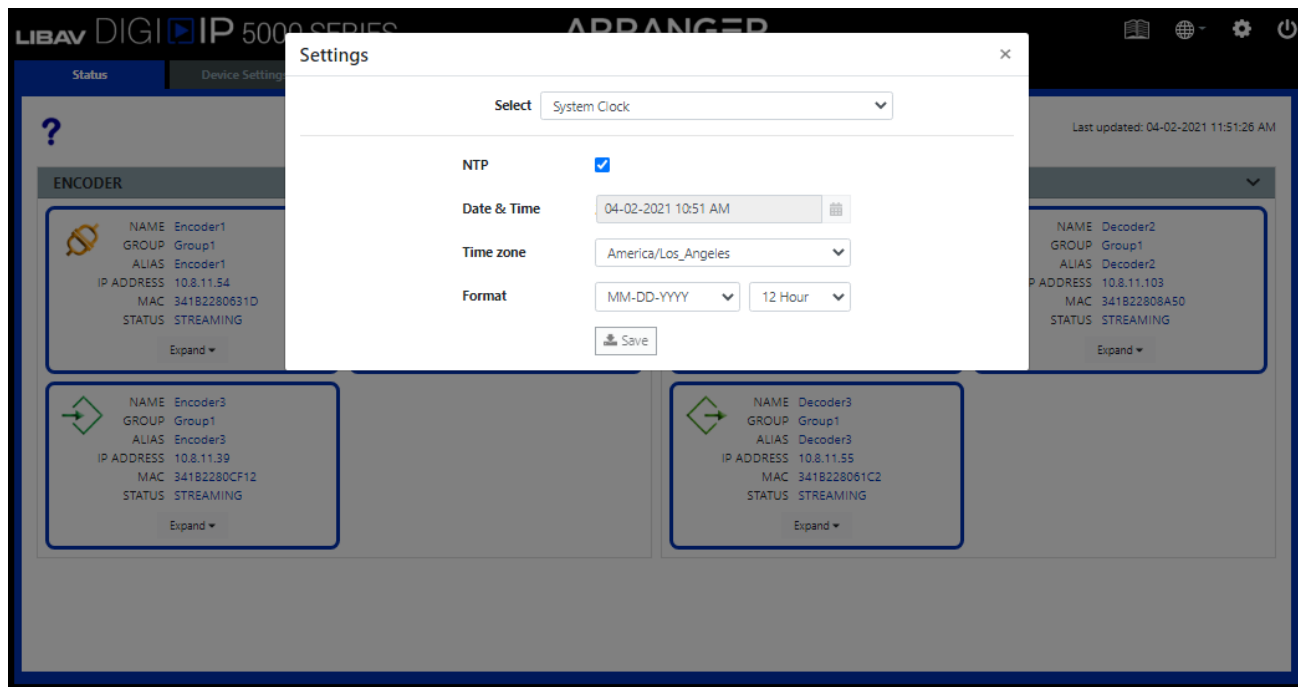 LIBAV DIGI IP 5000 SERIES
ARRANGER
Status
Device Settings
Last updated: 04-02-2021 11:51:26 AM
?
Settings
×
Select System Clock
NTP
Date & Time 04-02-2021 10:51 AM
Time zone America/Los_Angeles
Format MM-DD-YYYY 12 Hour
Save
ENCODER
NAME Encoder1
GROUP Group1
ALIAS Encoder1
IP ADDRESS 10.8.11.54
MAC 341B2280631D
STATUS STREAMING
Expand
NAME Decoder2
GROUP Group1
ALIAS Decoder2
IP ADDRESS 10.8.11.103
MAC 341B22808A50
STATUS STREAMING
Expand
NAME Encoder3
GROUP Group1
ALIAS Encoder3
IP ADDRESS 10.8.11.39
MAC 341B2280CF12
STATUS STREAMING
Expand
NAME Decoder3
GROUP Group1
ALIAS Decoder3
IP ADDRESS 10.8.11.55
MAC 341B228061C2
STATUS STREAMING
Expand